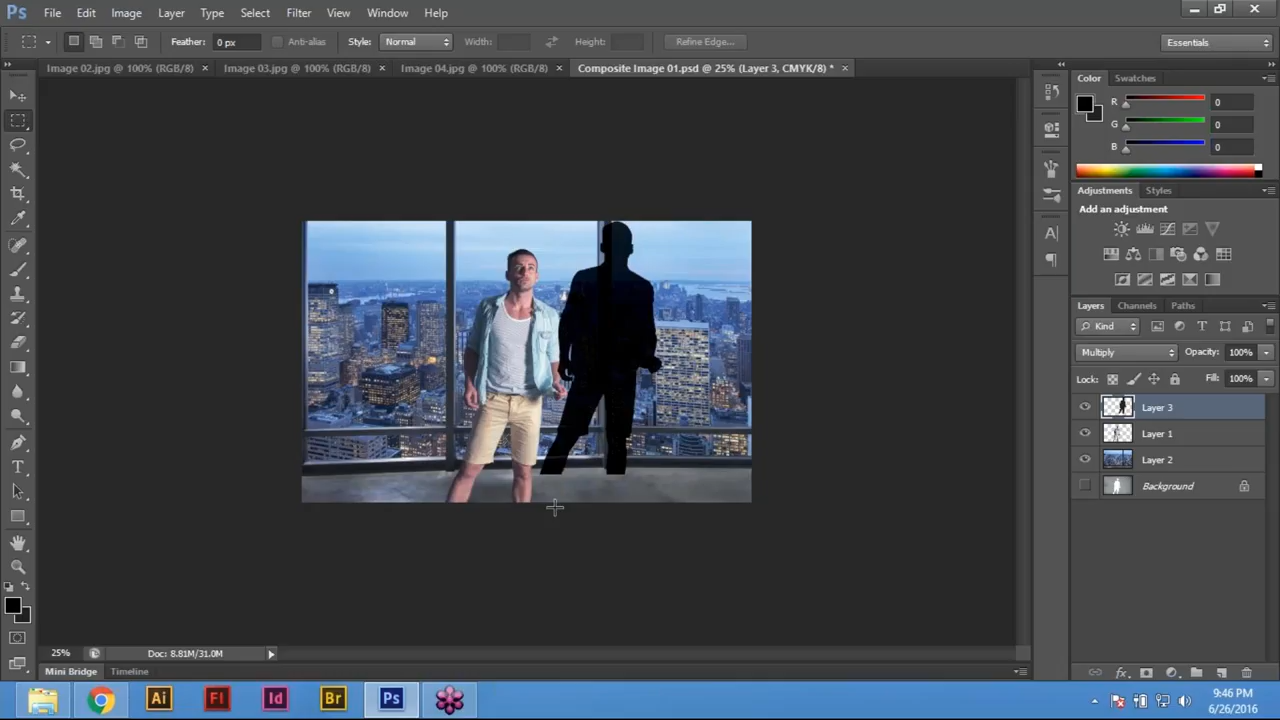 Ps File Edit Image Layer Type Select Filter View Window Help
Feather: 0 px Anti-alias Style: Normal Width: Height: Refine Edge... Essentials
Image 02.jpg @ 100% (RGB/8) × Image 03.jpg @ 100% (RGB/8) × Image 04.jpg @ 100% (RGB/8) × Composite Image 01.psd @ 25% (Layer 3, CMYK/8) * ×
Color Swatches
R 0
G 0
B 0
Adjustments Styles
Add an adjustment
Layers Channels Paths
Kind
Multiply Opacity: 100%
Lock: Fill: 100%
Layer 3
Layer 1
Layer 2
Background
25% Doc: 8.81M/31.0M
Mini Bridge Timeline
Ai Fl Id Br Ps
9:46 PM
6/26/2016